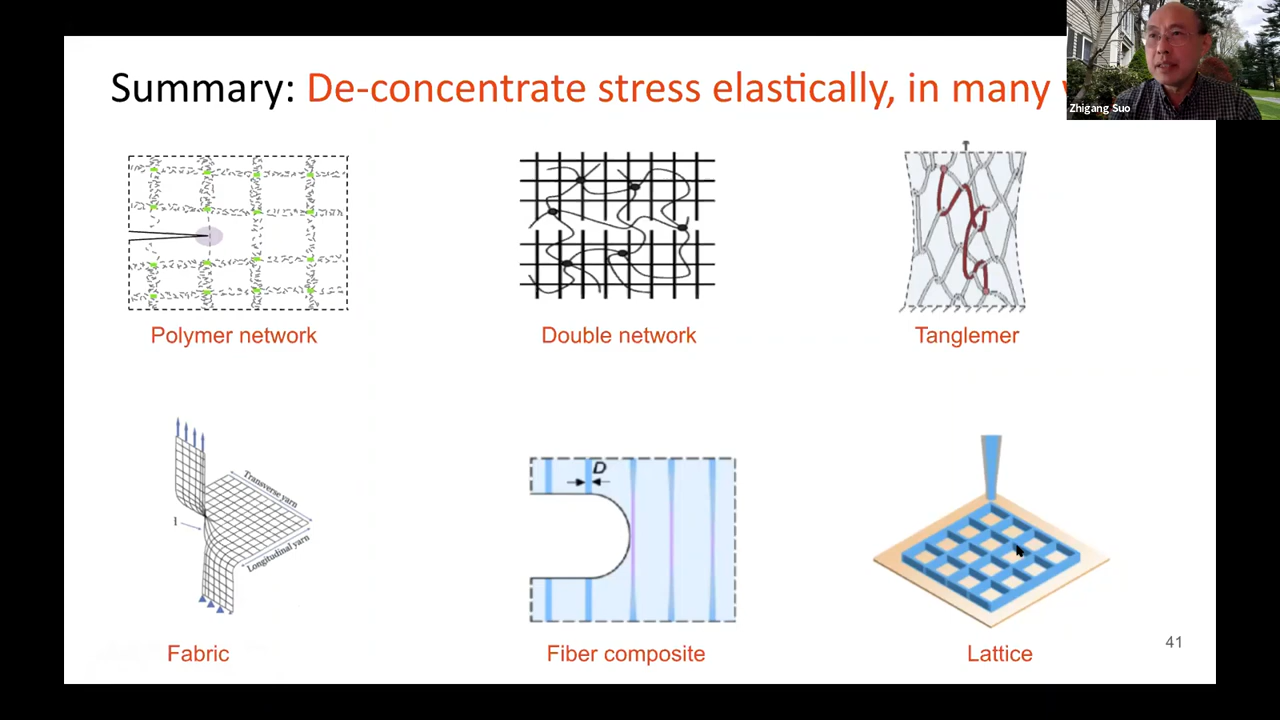 Summary: De-concentrate stress elastically, in many
Zhigang Suo
Polymer network
Double network
Tanglemer
Transverse yarn
l
Longitudinal yarn
D
Fabric
Fiber composite
Lattice
41